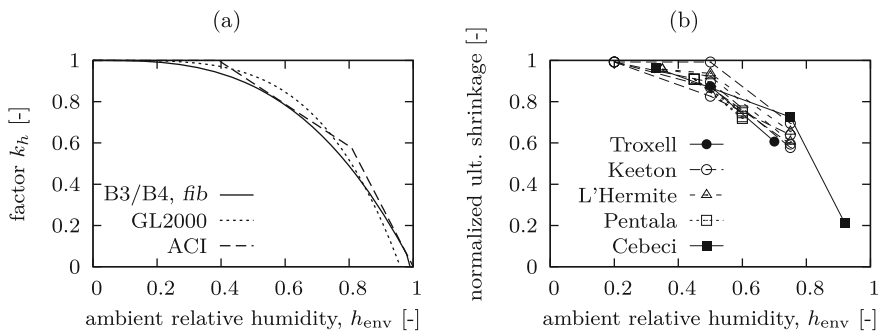 (a)
factor k_h [-]
1
0.8
0.6
0.4
0.2
0
B3/B4, fib
GL2000
ACI
0 0.2 0.4 0.6 0.8 1
ambient relative humidity, h_env [-]
(b)
normalized ult. shrinkage [-]
1
0.8
0.6
0.4
0.2
0
Troxell
Keeton
L'Hermite
Pentala
Cebeci
0 0.2 0.4 0.6 0.8 1
ambient relative humidity, h_env [-]